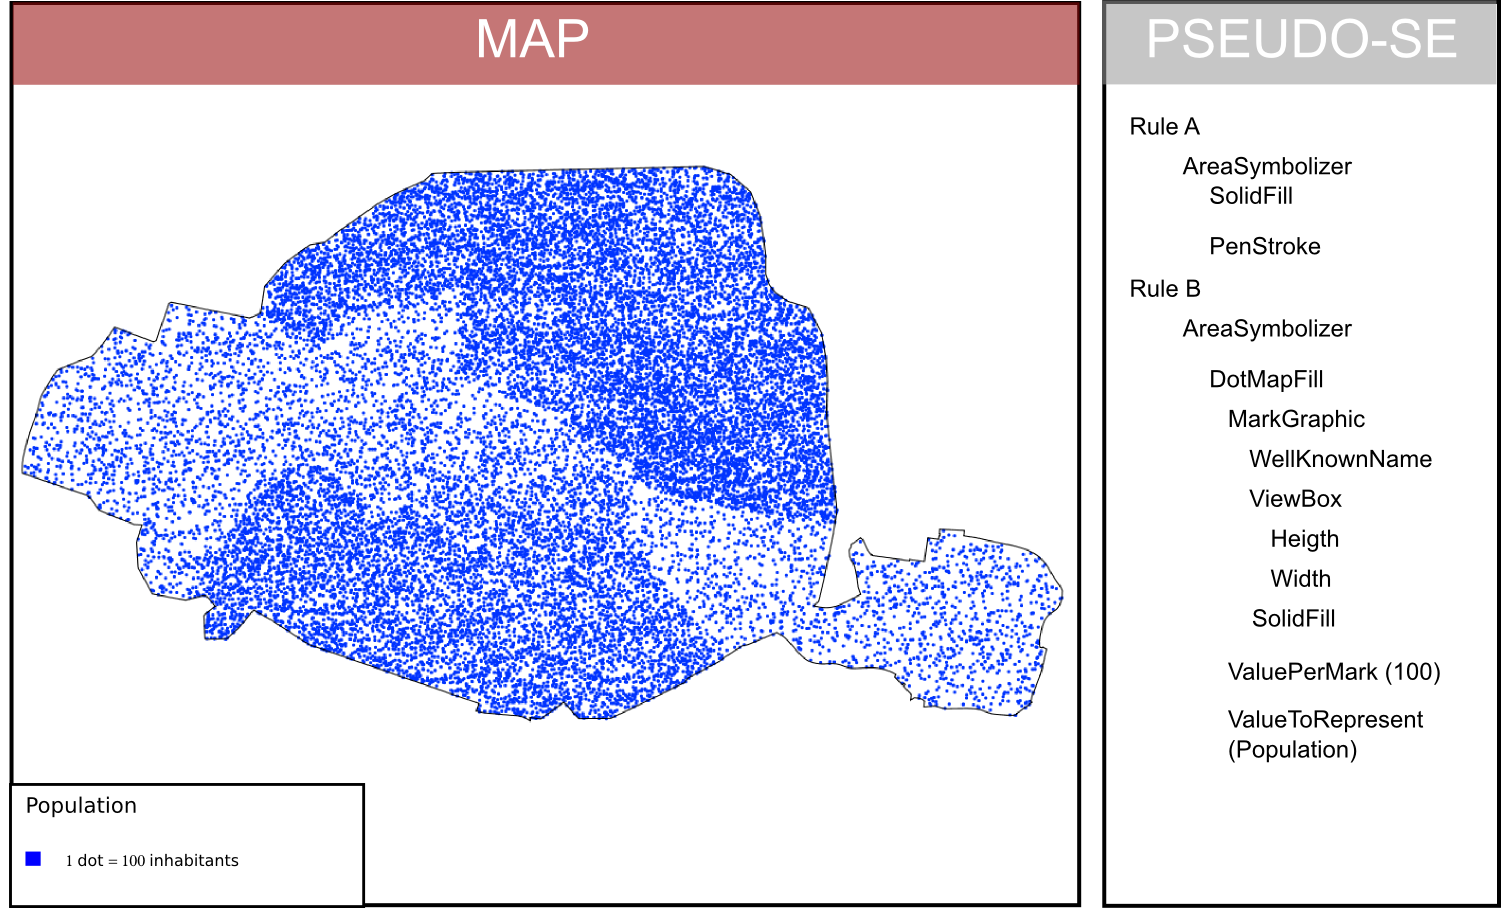 MAP
Population
1 dot = 100 inhabitants
PSEUDO-SE
Rule A
AreaSymbolizer
SolidFill
PenStroke
Rule B
AreaSymbolizer
DotMapFill
MarkGraphic
WellKnownName
ViewBox
Heigth
Width
SolidFill
ValuePerMark (100)
ValueToRepresent
(Population)